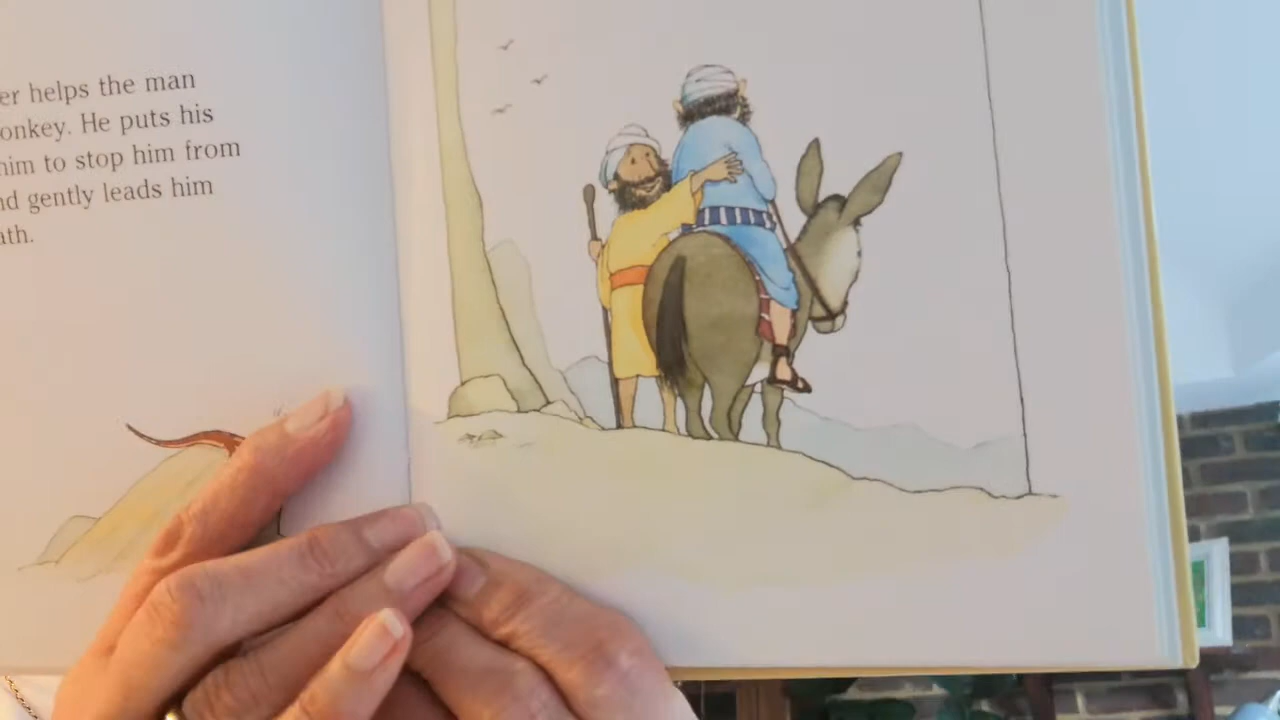 er helps the man
onkey. He puts his
him to stop him from
nd gently leads him
ath.